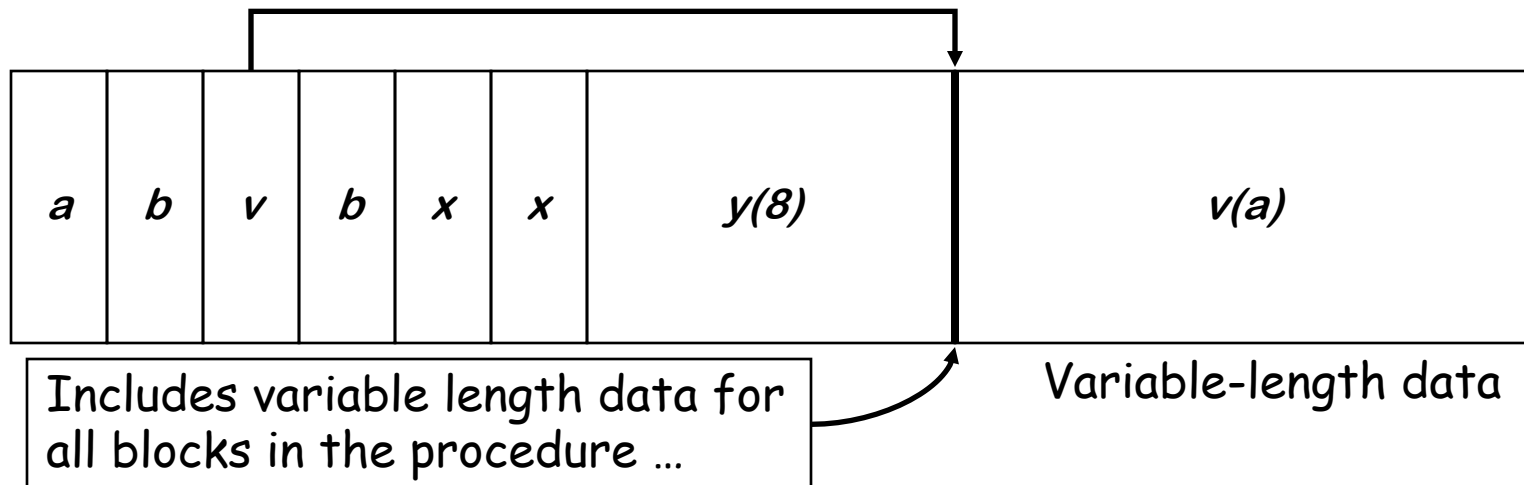 a b v b x x y(8) v(a)
Includes variable length data for
all blocks in the procedure …
Variable-length data